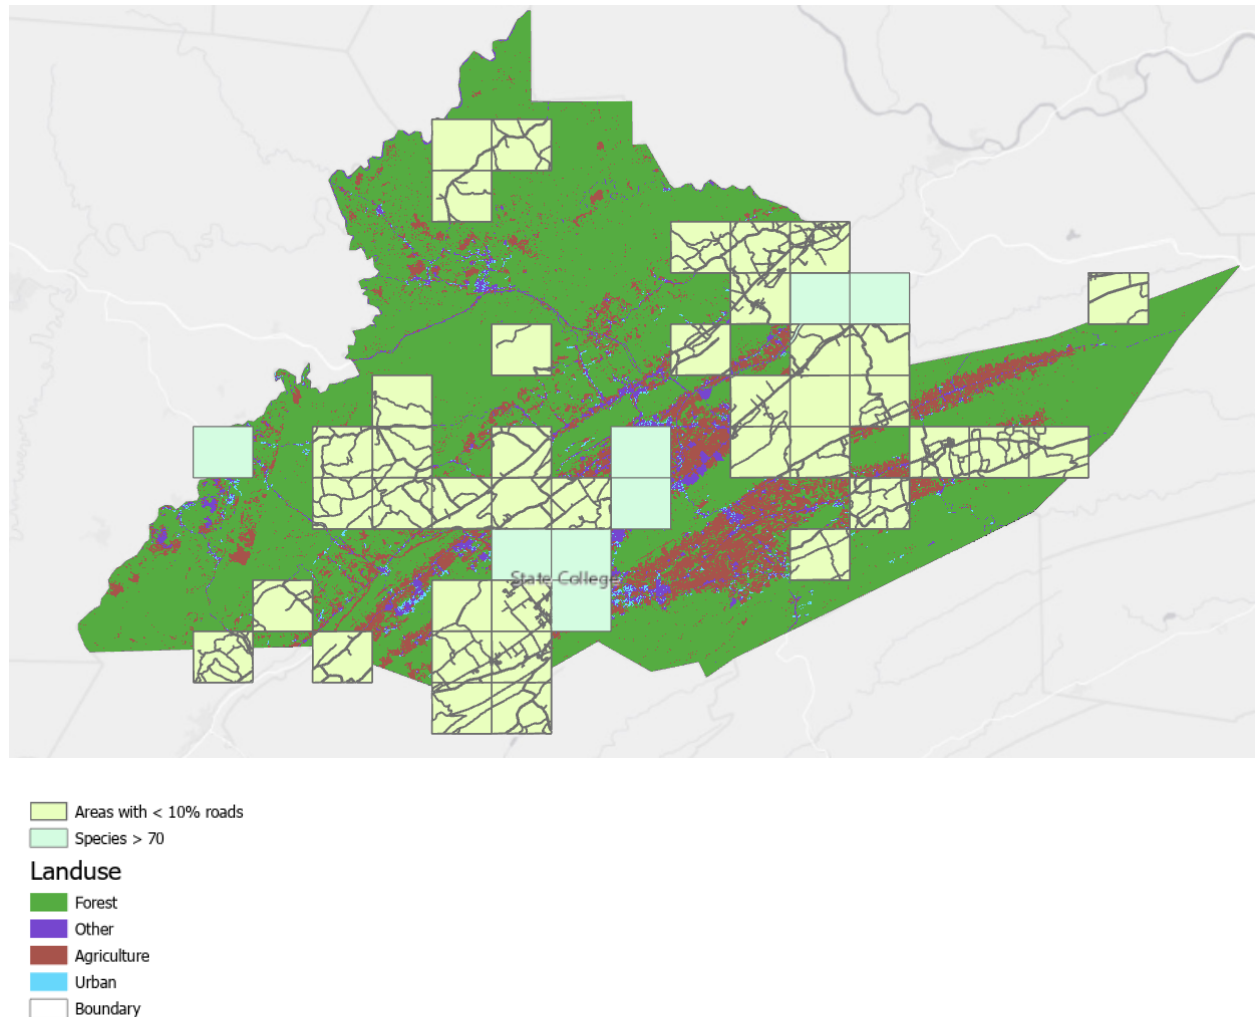 State College
Areas with < 10% roads
Species > 70
Landuse
Forest
Other
Agriculture
Urban
Boundary